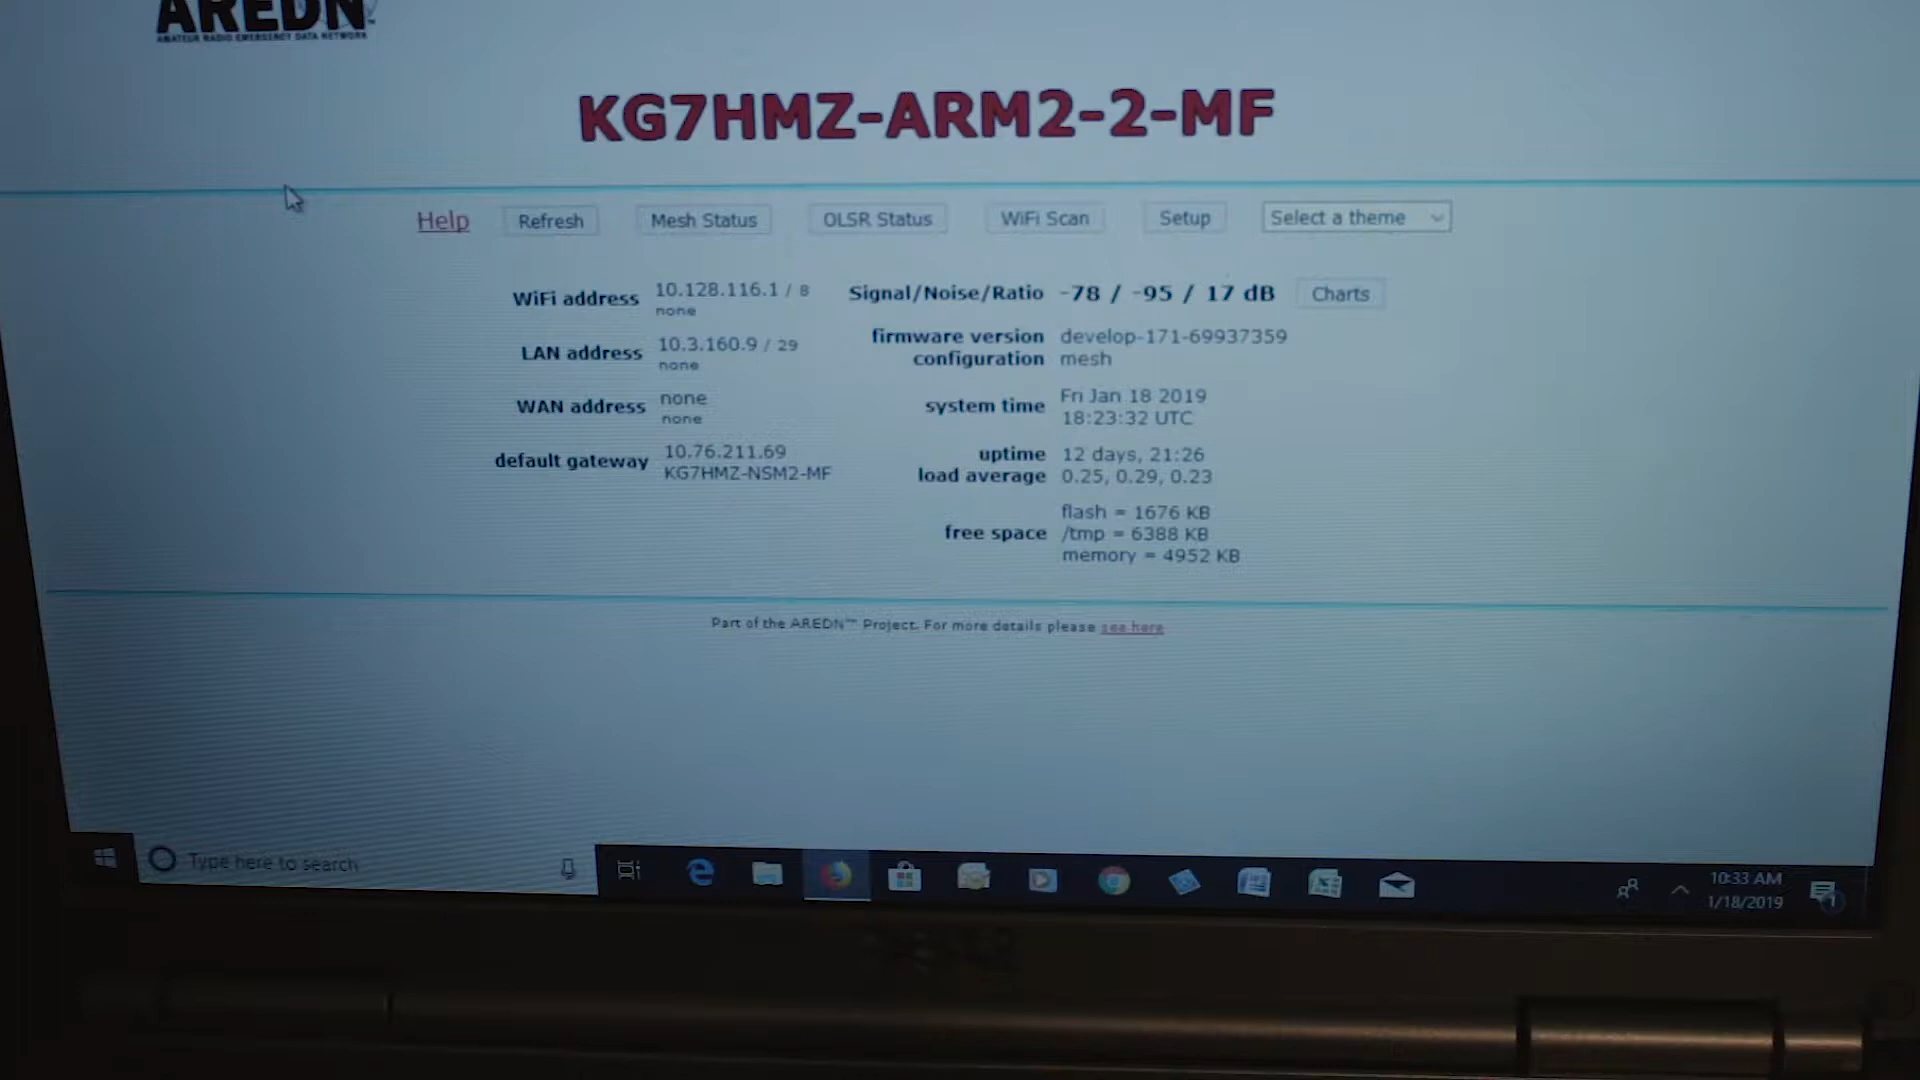 AREDN
AMATEUR RADIO EMERGENCY DATA NETWORK
KG7HMZ-ARM2-2-MF
Help Refresh Mesh Status OLSR Status WiFi Scan Setup Select a theme
WiFi address 10.128.116.1 / 8
none
LAN address 10.3.160.9 / 29
none
WAN address none
none
default gateway 10.76.211.69
KG7HMZ-NSM2-MF
Signal/Noise/Ratio -78 / -95 / 17 dB Charts
firmware version develop-171-69937359
configuration mesh
system time Fri Jan 18 2019
18:23:32 UTC
uptime 12 days, 21:26
load average 0.25, 0.29, 0.23
free space flash = 1676 KB
/tmp = 6388 KB
memory = 4952 KB
Part of the AREDN™ Project. For more details please see here
Type here to search
10:33 AM
1/18/2019
1